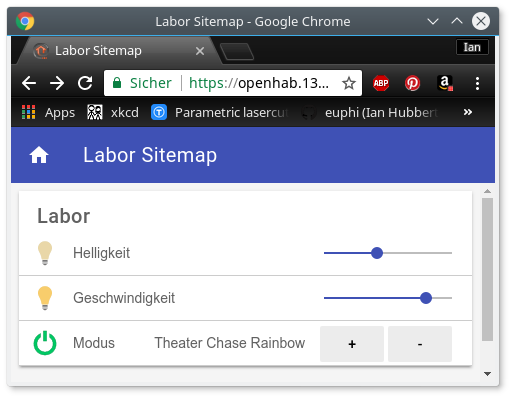 Labor Sitemap - Google Chrome
Labor Sitemap
Ian
Sicher https://openhab.13...
ABP
a
Apps xkcd T Parametric lasercu euphi (Ian Hubbert »
Labor Sitemap
Labor
Helligkeit
Geschwindigkeit
Modus Theater Chase Rainbow + -